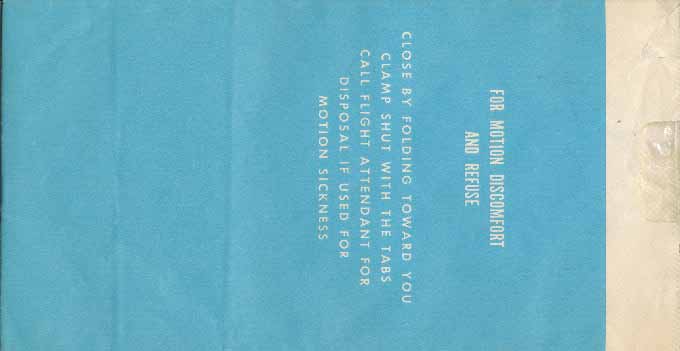 FOR MOTION DISCOMFORT
AND REFUSE
CLOSE BY FOLDING TOWARD YOU
CLAMP SHUT WITH THE TABS
CALL FLIGHT ATTENDANT FOR
DISPOSAL IF USED FOR
MOTION SICKNESS